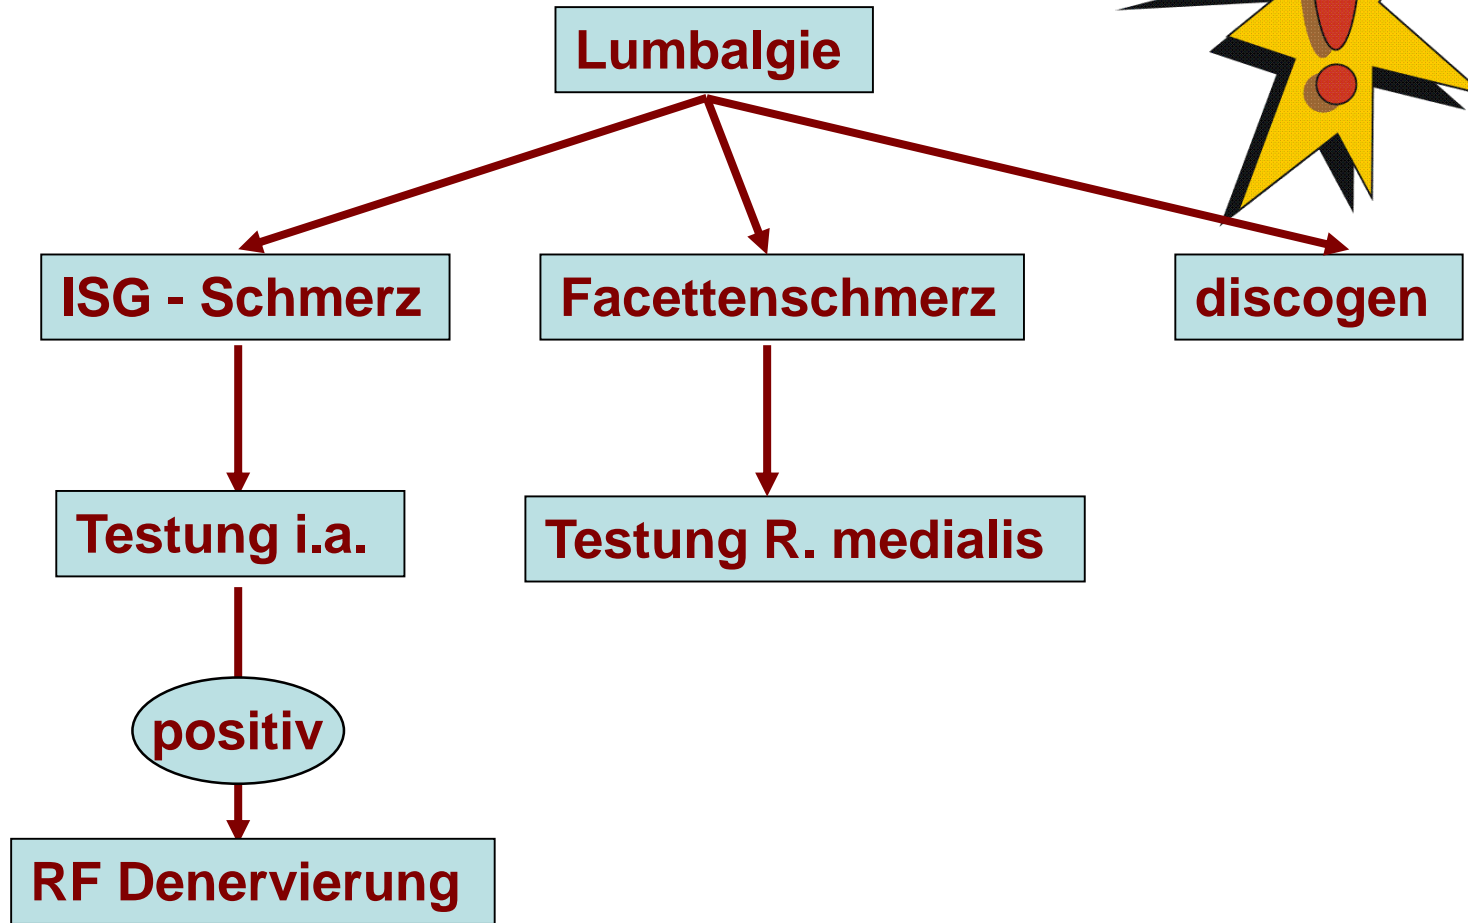 Lumbalgie
ISG - Schmerz
Facettenschmerz
discogen
Testung i.a.
Testung R. medialis
positiv
RF Denervierung